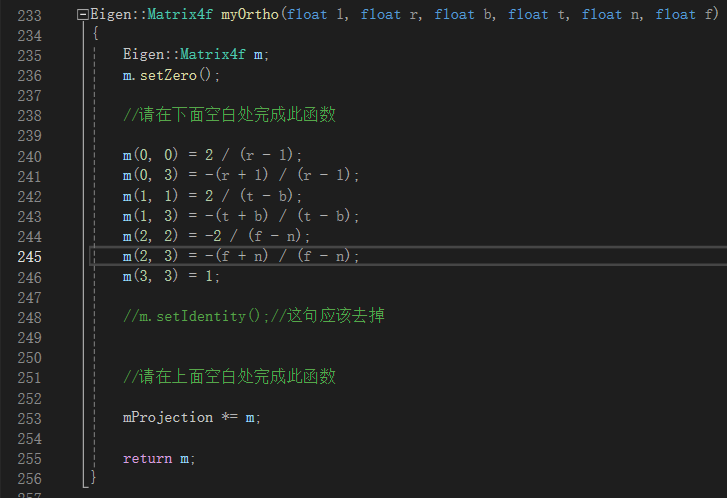 233 Eigen::Matrix4f myOrtho(float l, float r, float b, float t, float n, float f)
234 {
235 Eigen::Matrix4f m;
236 m.setZero();
237
238 //请在下面空白处完成此函数
239
240 m(0, 0) = 2 / (r - l);
241 m(0, 3) = -(r + l) / (r - l);
242 m(1, 1) = 2 / (t - b);
243 m(1, 3) = -(t + b) / (t - b);
244 m(2, 2) = -2 / (f - n);
245 m(2, 3) = -(f + n) / (f - n);
246 m(3, 3) = 1;
247
248 //m.setIdentity();//这句应该去掉
249
250
251 //请在上面空白处完成此函数
252
253 mProjection *= m;
254
255 return m;
256 }